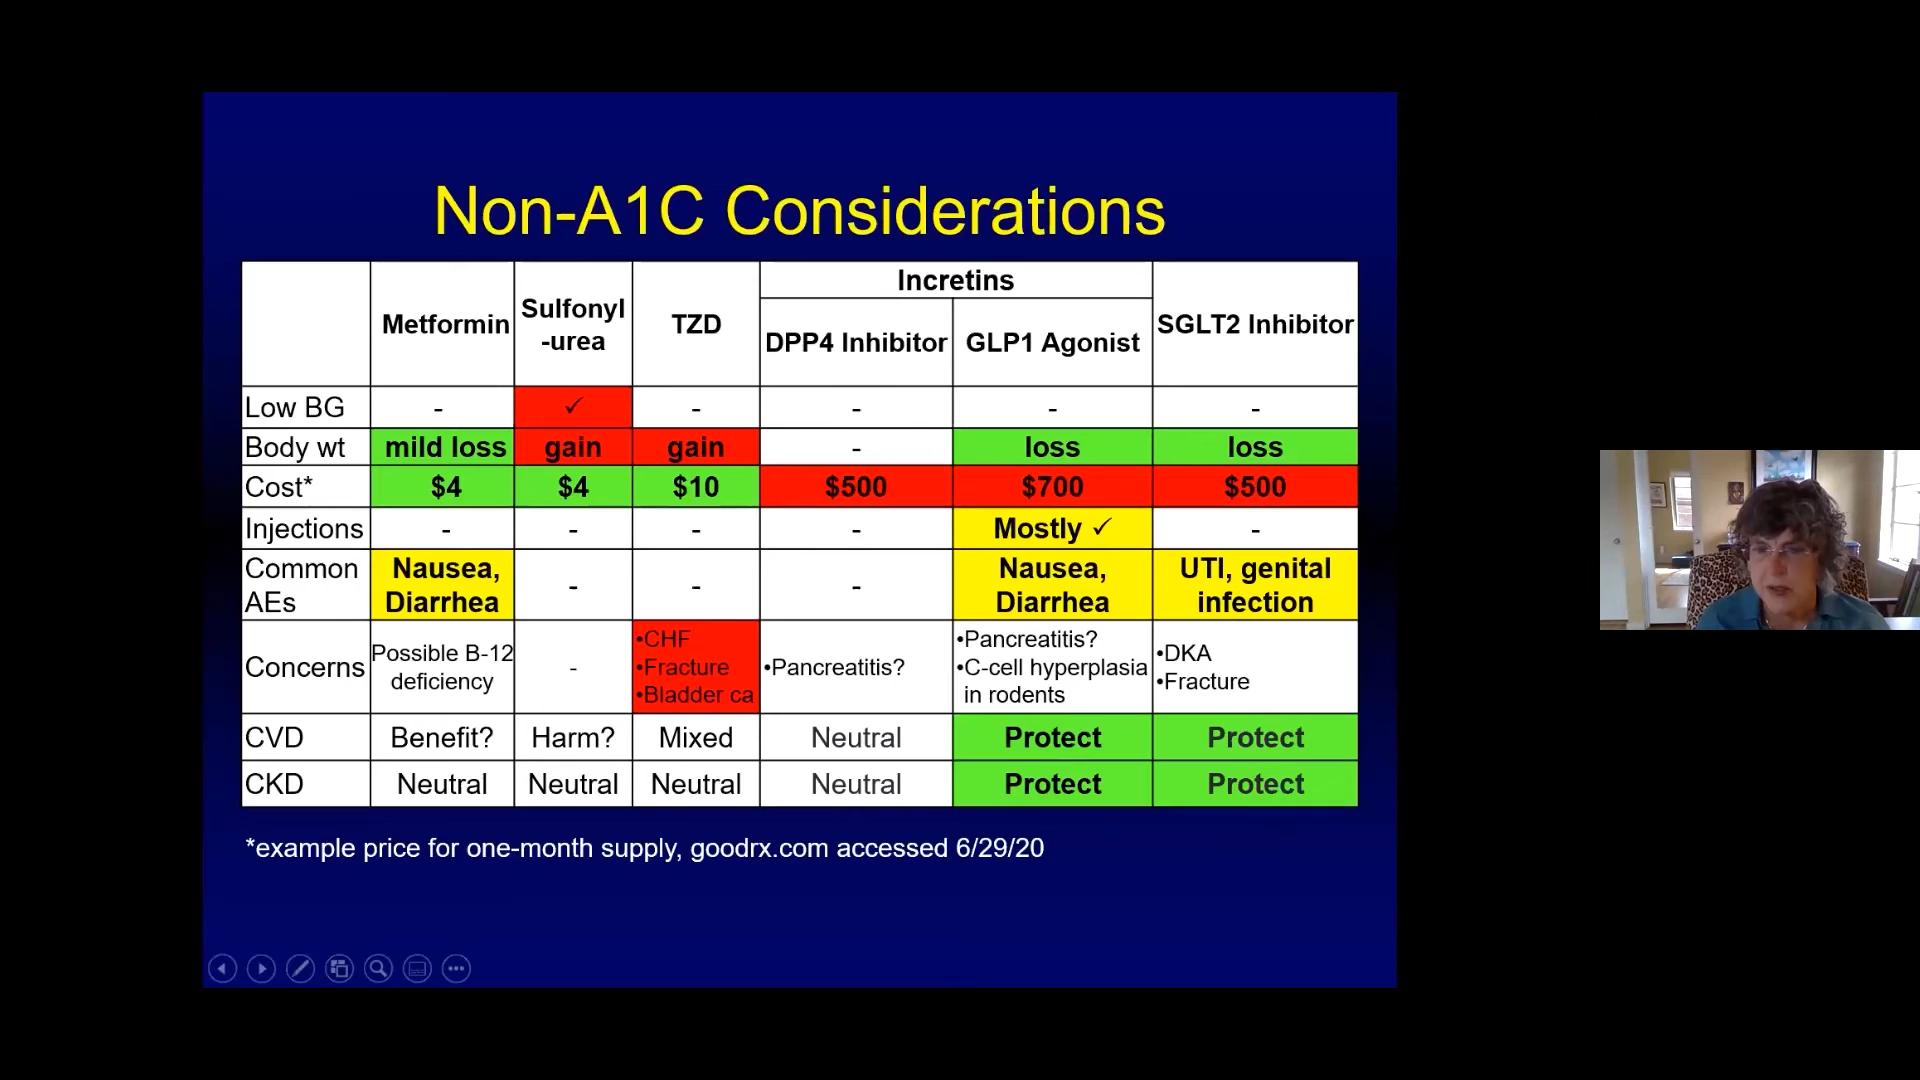 Non-A1C Considerations
Metformin
Sulfonyl
-urea
TZD
Incretins
DPP4 Inhibitor
GLP1 Agonist
SGLT2 Inhibitor
Low BG - ✓ - - - -
Body wt mild loss gain gain - loss loss
Cost* $4 $4 $10 $500 $700 $500
Injections - - - - Mostly ✓ -
Common
AEs
Nausea,
Diarrhea
-
-
-
Nausea,
Diarrhea
UTI, genital
infection
Concerns
Possible B-12
deficiency
-
•CHF
•Fracture
•Bladder ca
•Pancreatitis?
•Pancreatitis?
•C-cell hyperplasia
in rodents
•DKA
•Fracture
CVD Benefit? Harm? Mixed Neutral Protect Protect
CKD Neutral Neutral Neutral Neutral Protect Protect
*example price for one-month supply, goodrx.com accessed 6/29/20